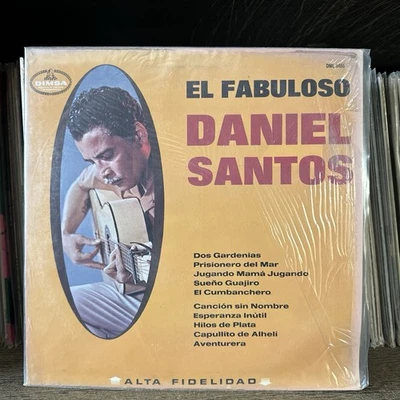 DIMSA
EL FABULOSO
DANIEL
SANTOS
Dos Gardenias
Prisionero del Mar
Jugando Mamá Jugando
Sueño Guajiro
El Cumbanchero
Canción sin Nombre
Esperanza Inútil
Hilos de Plata
Capullito de Alhelí
Aventurera
ALTA FIDELIDAD